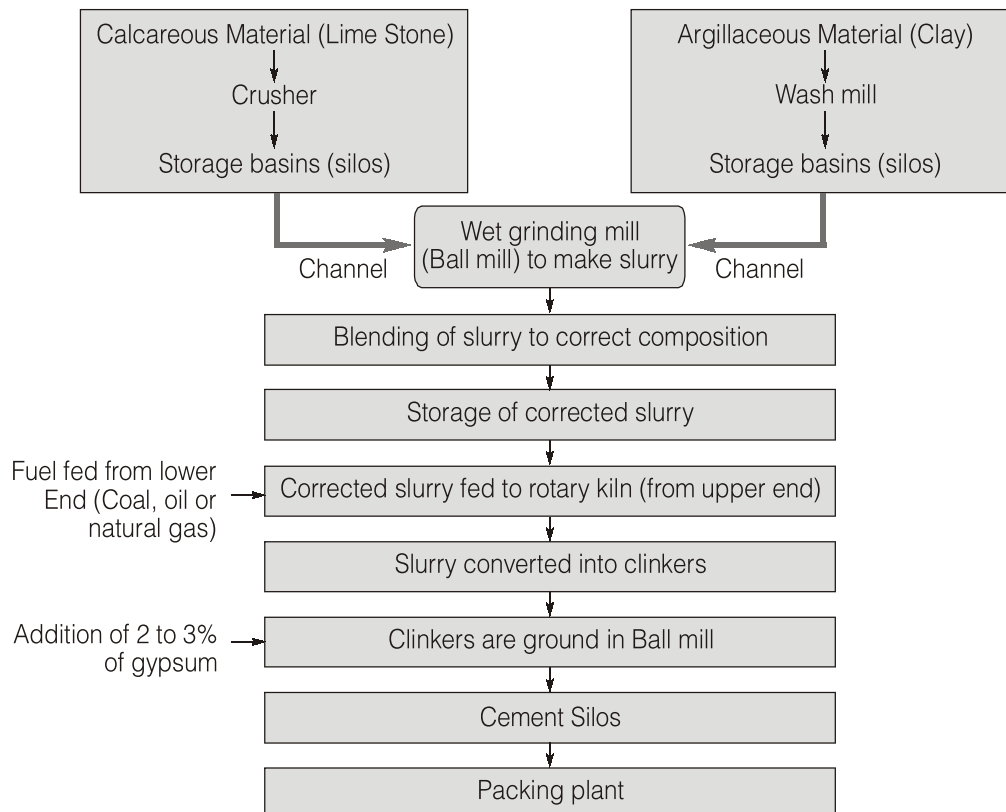 Calcareous Material (Lime Stone)
Crusher
Storage basins (silos)
Argillaceous Material (Clay)
Wash mill
Storage basins (silos)
Channel
Wet grinding mill
(Ball mill) to make slurry
Channel
Blending of slurry to correct composition
Storage of corrected slurry
Fuel fed from lower
End (Coal, oil or
natural gas)
Corrected slurry fed to rotary kiln (from upper end)
Slurry converted into clinkers
Addition of 2 to 3%
of gypsum
Clinkers are ground in Ball mill
Cement Silos
Packing plant